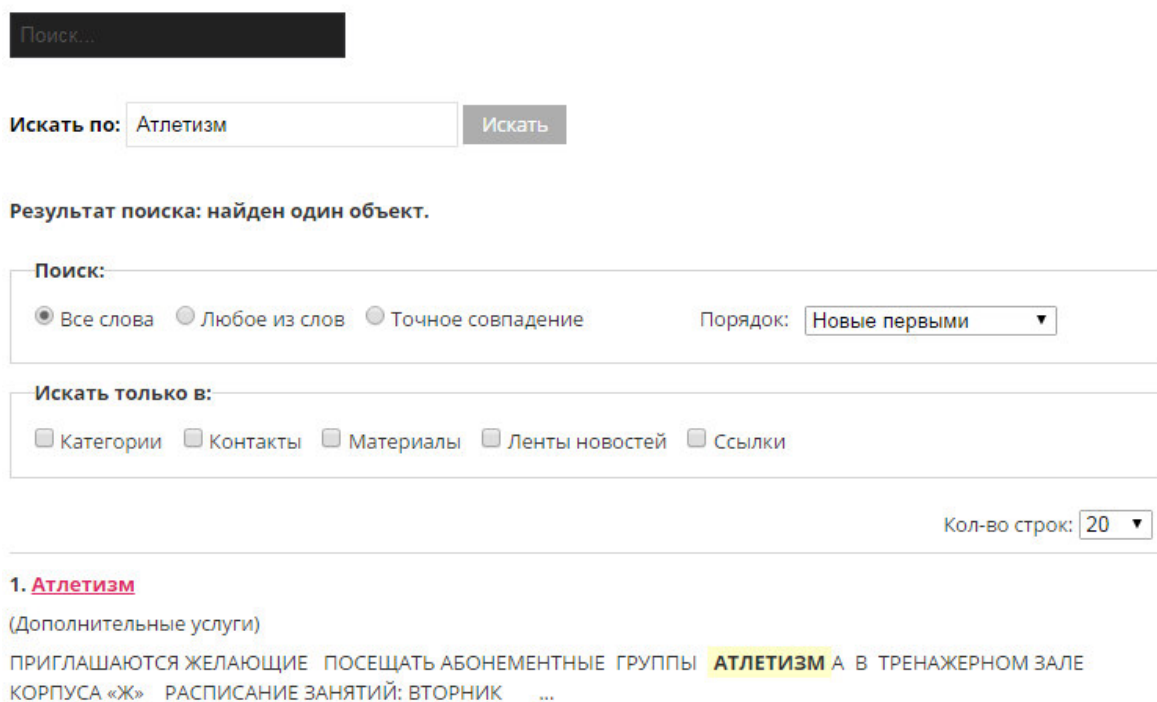 Поиск...
Искать по: Атлетизм Искать
Результат поиска: найден один объект.
Поиск:
Все слова Любое из слов Точное совпадение Порядок: Новые первыми
Искать только в:
Категории Контакты Материалы Ленты новостей Ссылки
Кол-во строк: 20
1. Атлетизм
(Дополнительные услуги)
ПРИГЛАШАЮТСЯ ЖЕЛАЮЩИЕ ПОСЕЩАТЬ АБОНЕМЕНТНЫЕ ГРУППЫ АТЛЕТИЗМ А В ТРЕНАЖЕРНОМ ЗАЛЕ
КОРПУСА «Ж» РАСПИСАНИЕ ЗАНЯТИЙ: ВТОРНИК ...